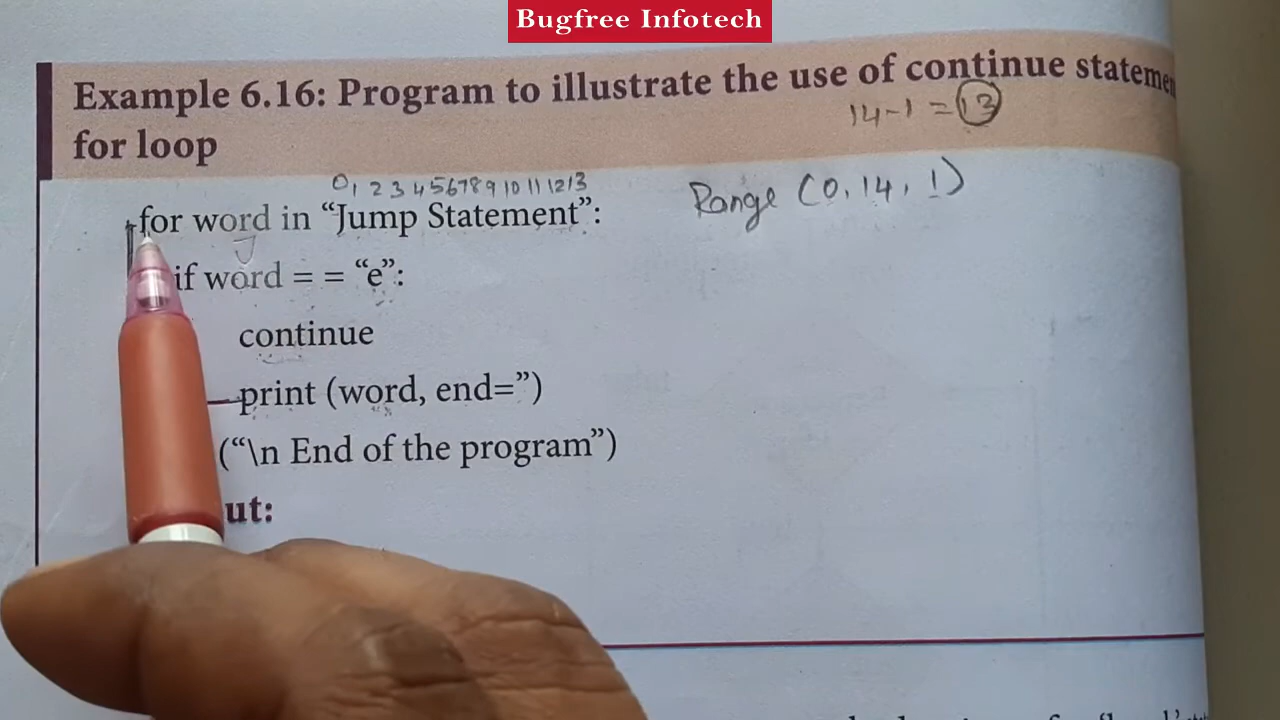 Bugfree Infotech
Example 6.16: Program to illustrate the use of continue stateme
for loop
14-1 = 13
0 1 2 3 4 5 6 7 8 9 10 11 12 13
Range (0, 14, 1)
for word in “Jump Statement”:
J
if word = = “e”:
continue
print (word, end=”)
(“\n End of the program”)
ut: